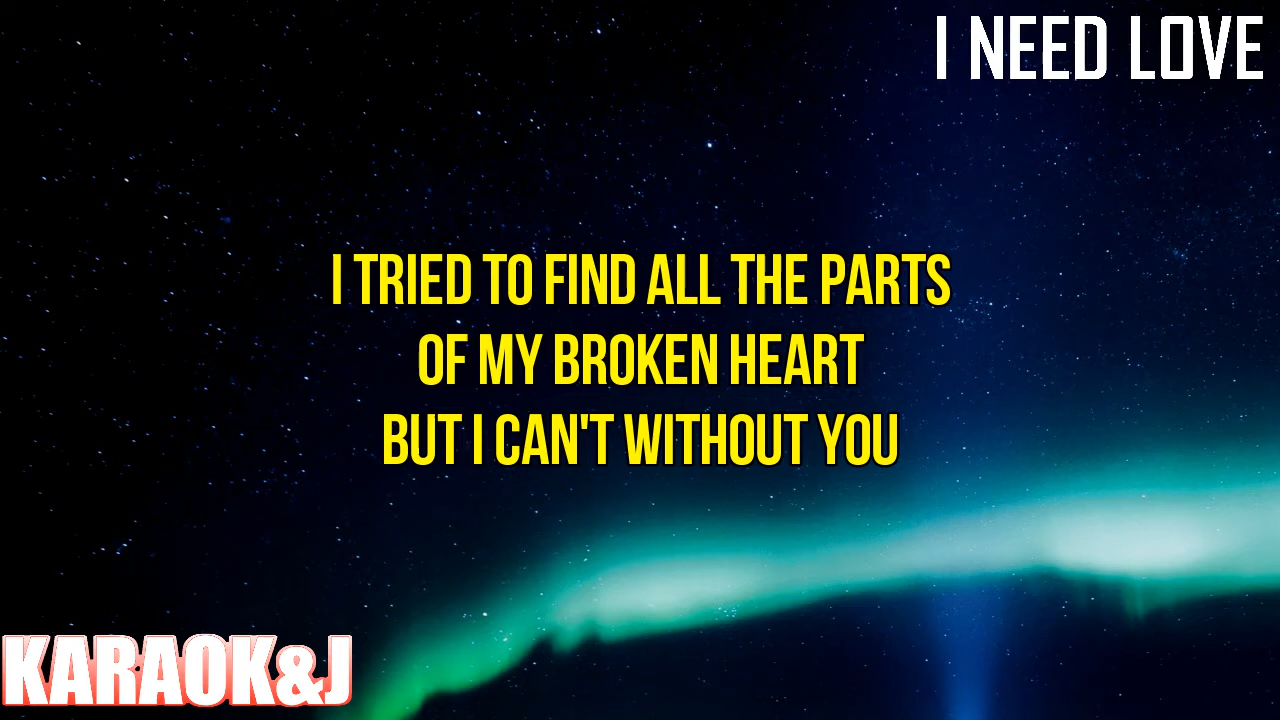 I NEED LOVE
I TRIED TO FIND ALL THE PARTS
OF MY BROKEN HEART
BUT I CAN'T WITHOUT YOU
KARAOK&J